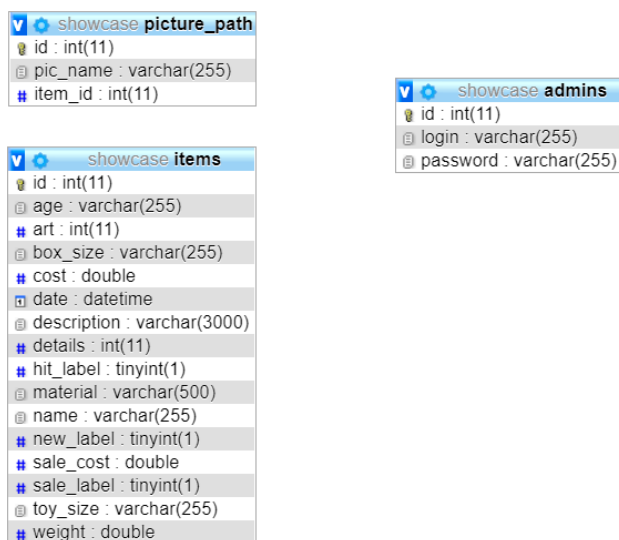 showcase picture_path
id : int(11)
pic_name : varchar(255)
item_id : int(11)
showcase admins
id : int(11)
login : varchar(255)
password : varchar(255)
showcase items
id : int(11)
age : varchar(255)
art : int(11)
box_size : varchar(255)
cost : double
date : datetime
description : varchar(3000)
details : int(11)
hit_label : tinyint(1)
material : varchar(500)
name : varchar(255)
new_label : tinyint(1)
sale_cost : double
sale_label : tinyint(1)
toy_size : varchar(255)
weight : double